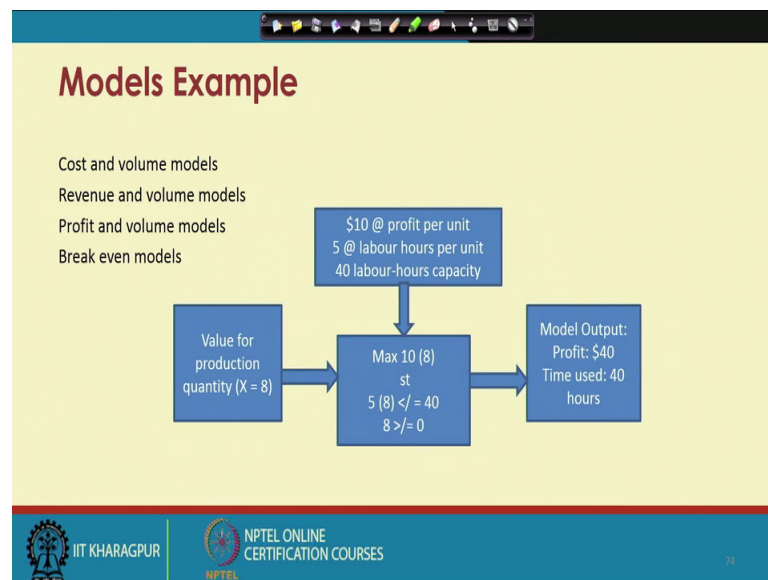 Models Example
Cost and volume models
Revenue and volume models
Profit and volume models
Break even models
$10 @ profit per unit
5 @ labour hours per unit
40 labour-hours capacity
Value for
production
quantity (X = 8)
Max 10 (8)
st
5 (8) </ = 40
8 >/= 0
Model Output:
Profit: $40
Time used: 40
hours
IIT KHARAGPUR
NPTEL
NPTEL ONLINE
CERTIFICATION COURSES
74